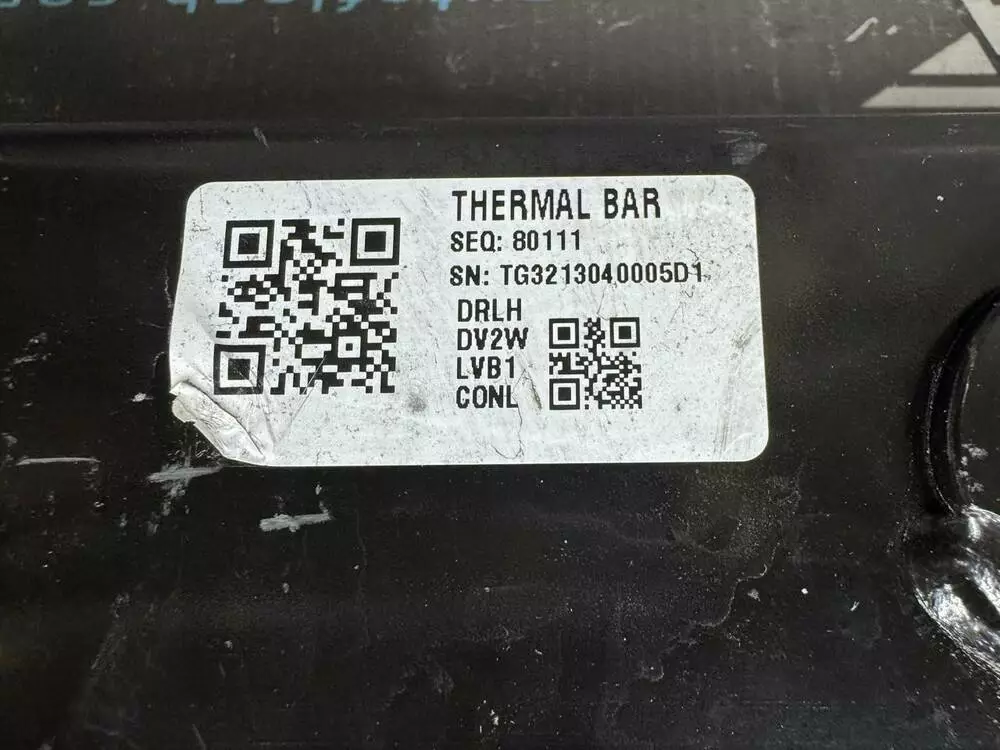 THERMAL BAR
SEQ: 80111
SN: TG3213040005D1
DRLH
DV2W
LVB1
CONL